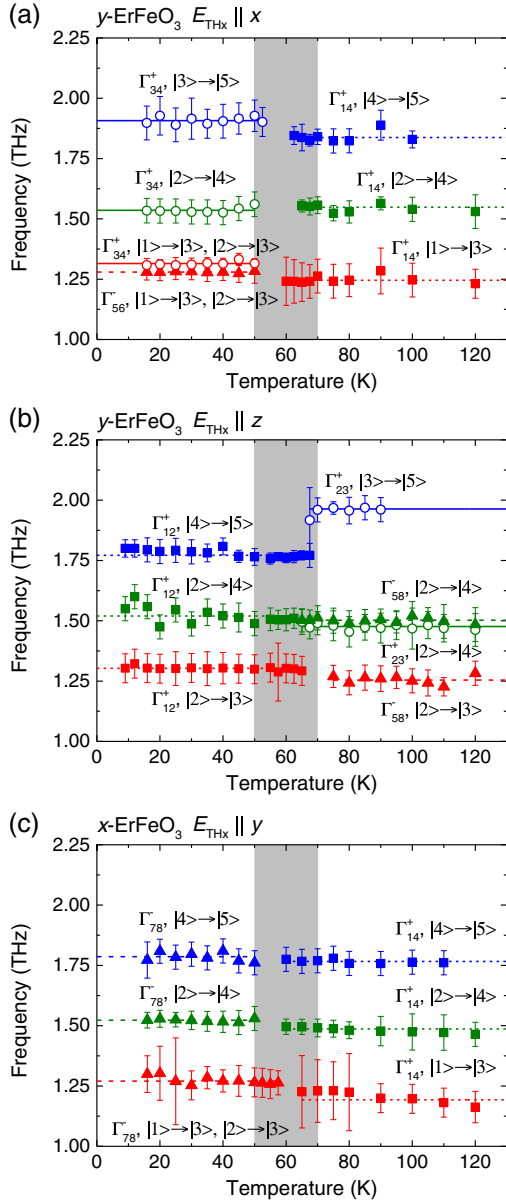 (a)
y-ErFeO₃ E_THx || x
2.25
2.00
1.75
1.50
1.25
1.00
Frequency (THz)
Γ⁺₃₄, |3>→|5>
Γ⁺₁₄, |4>→|5>
Γ⁺₃₄, |2>→|4>
Γ⁺₁₄, |2>→|4>
Γ⁺₃₄, |1>→|3>, |2>→|3>
Γ⁺₁₄, |1>→|3>
Γ⁻₅₆, |1>→|3>, |2>→|3>
0 20 40 60 80 100 120
Temperature (K)
(b)
y-ErFeO₃ E_THx || z
2.25
2.00
1.75
1.50
1.25
1.00
Frequency (THz)
Γ⁺₂₃, |3>→|5>
Γ⁺₁₂, |4>→|5>
Γ⁺₁₂, |2>→|4>
Γ⁻₅₈, |2>→|4>
Γ⁺₂₃, |2>→|4>
Γ⁺₁₂, |2>→|3>
Γ⁻₅₈, |2>→|3>
0 20 40 60 80 100 120
Temperature (K)
(c)
x-ErFeO₃ E_THx || y
2.25
2.00
1.75
1.50
1.25
1.00
Frequency (THz)
Γ⁻₇₈, |4>→|5>
Γ⁺₁₄, |4>→|5>
Γ⁻₇₈, |2>→|4>
Γ⁺₁₄, |2>→|4>
Γ⁺₁₄, |1>→|3>
Γ⁻₇₈, |1>→|3>, |2>→|3>
0 20 40 60 80 100 120
Temperature (K)